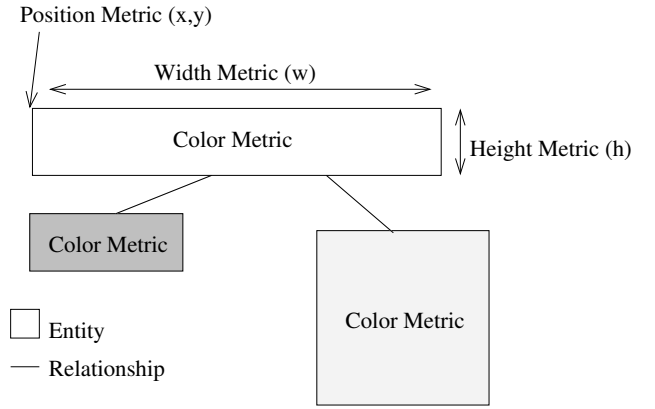 Position Metric (x,y)
Width Metric (w)
Color Metric
Height Metric (h)
Color Metric
Color Metric
Entity
Relationship